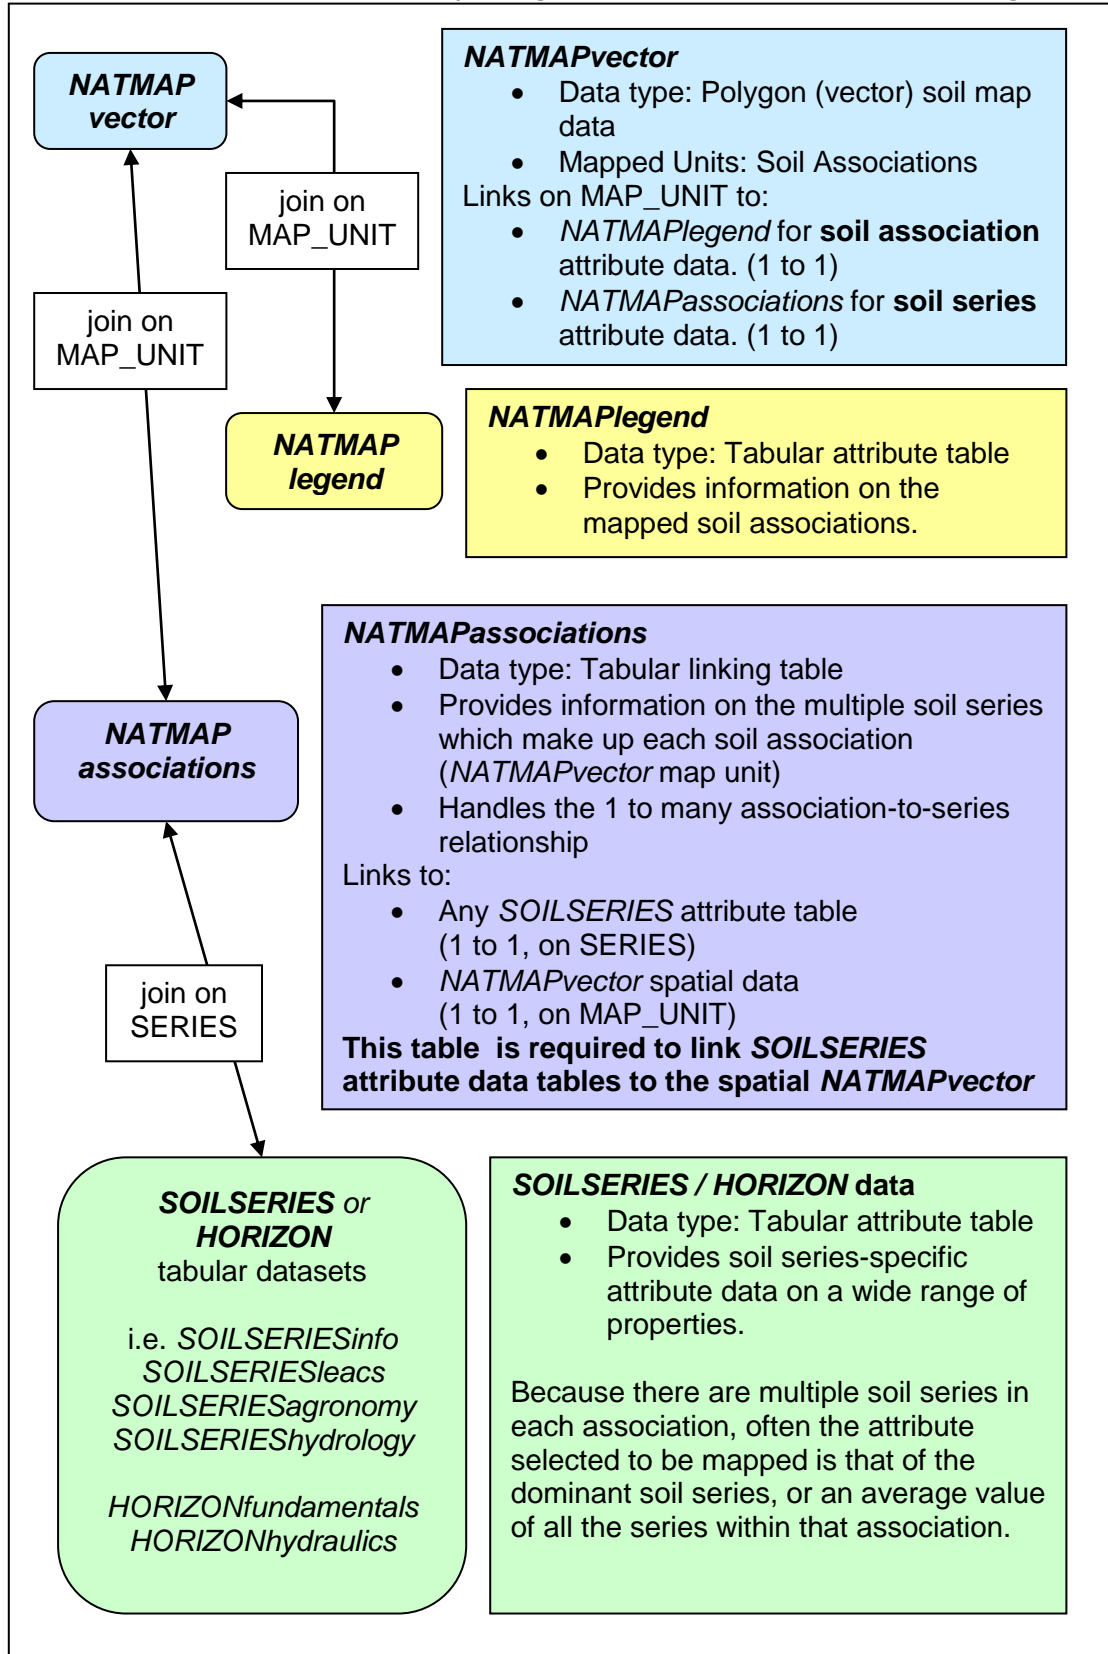 NATMAP
vector
join on
MAP_UNIT
join on
MAP_UNIT
NATMAP
legend
NATMAPvector
• Data type: Polygon (vector) soil map
data
• Mapped Units: Soil Associations
Links on MAP_UNIT to:
• NATMAPlegend for soil association
attribute data. (1 to 1)
• NATMAPassociations for soil series
attribute data. (1 to 1)
NATMAPlegend
• Data type: Tabular attribute table
• Provides information on the
mapped soil associations.
NATMAP
associations
NATMAPassociations
• Data type: Tabular linking table
• Provides information on the multiple soil series
which make up each soil association
(NATMAPvector map unit)
• Handles the 1 to many association-to-series
relationship
Links to:
• Any SOILSERIES attribute table
(1 to 1, on SERIES)
• NATMAPvector spatial data
(1 to 1, on MAP_UNIT)
This table is required to link SOILSERIES
attribute data tables to the spatial NATMAPvector
join on
SERIES
SOILSERIES or
HORIZON
tabular datasets
i.e. SOILSERIESinfo
SOILSERIESleacs
SOILSERIESagronomy
SOILSERIEShydrology
HORIZONfundamentals
HORIZONhydraulics
SOILSERIES / HORIZON data
• Data type: Tabular attribute table
• Provides soil series-specific
attribute data on a wide range of
properties.
Because there are multiple soil series in
each association, often the attribute
selected to be mapped is that of the
dominant soil series, or an average value
of all the series within that association.